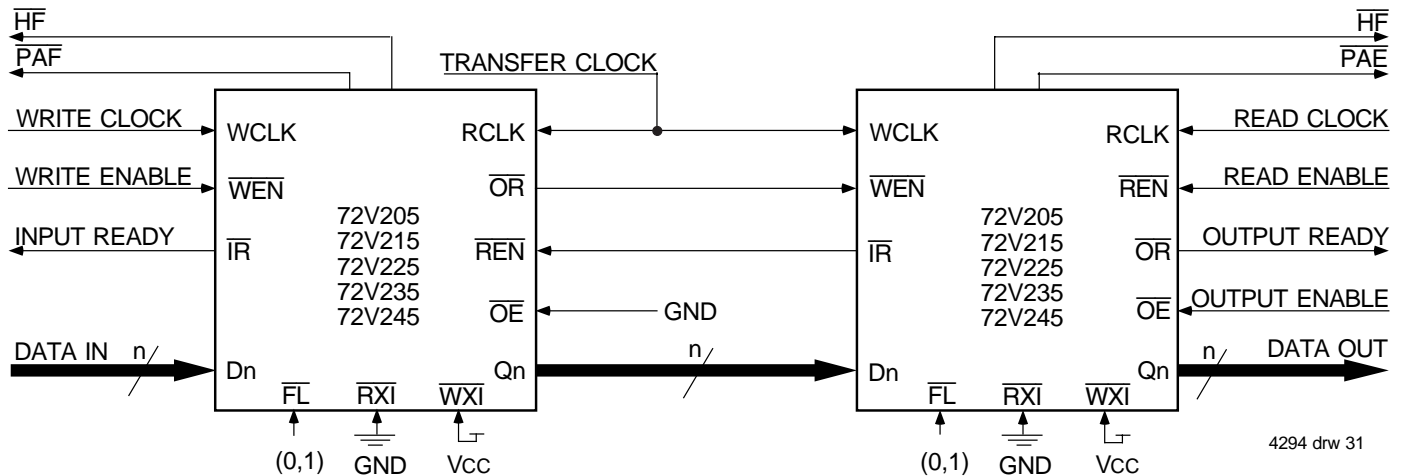 HF
HF
PAF
TRANSFER CLOCK
PAE
WRITE CLOCK
WCLK
RCLK
WCLK
RCLK
READ CLOCK
WRITE ENABLE
WEN
OR
WEN
REN
READ ENABLE
72V205
72V215
72V225
72V235
72V245
72V205
72V215
72V225
72V235
72V245
INPUT READY
IR
REN
IR
OR
OUTPUT READY
OE
GND
OE
OUTPUT ENABLE
DATA IN
n
Dn
Qn
n
Dn
Qn
n
DATA OUT
FL
RXI
WXI
FL
RXI
WXI
(0,1)
GND
VCC
(0,1)
GND
VCC
4294 drw 31